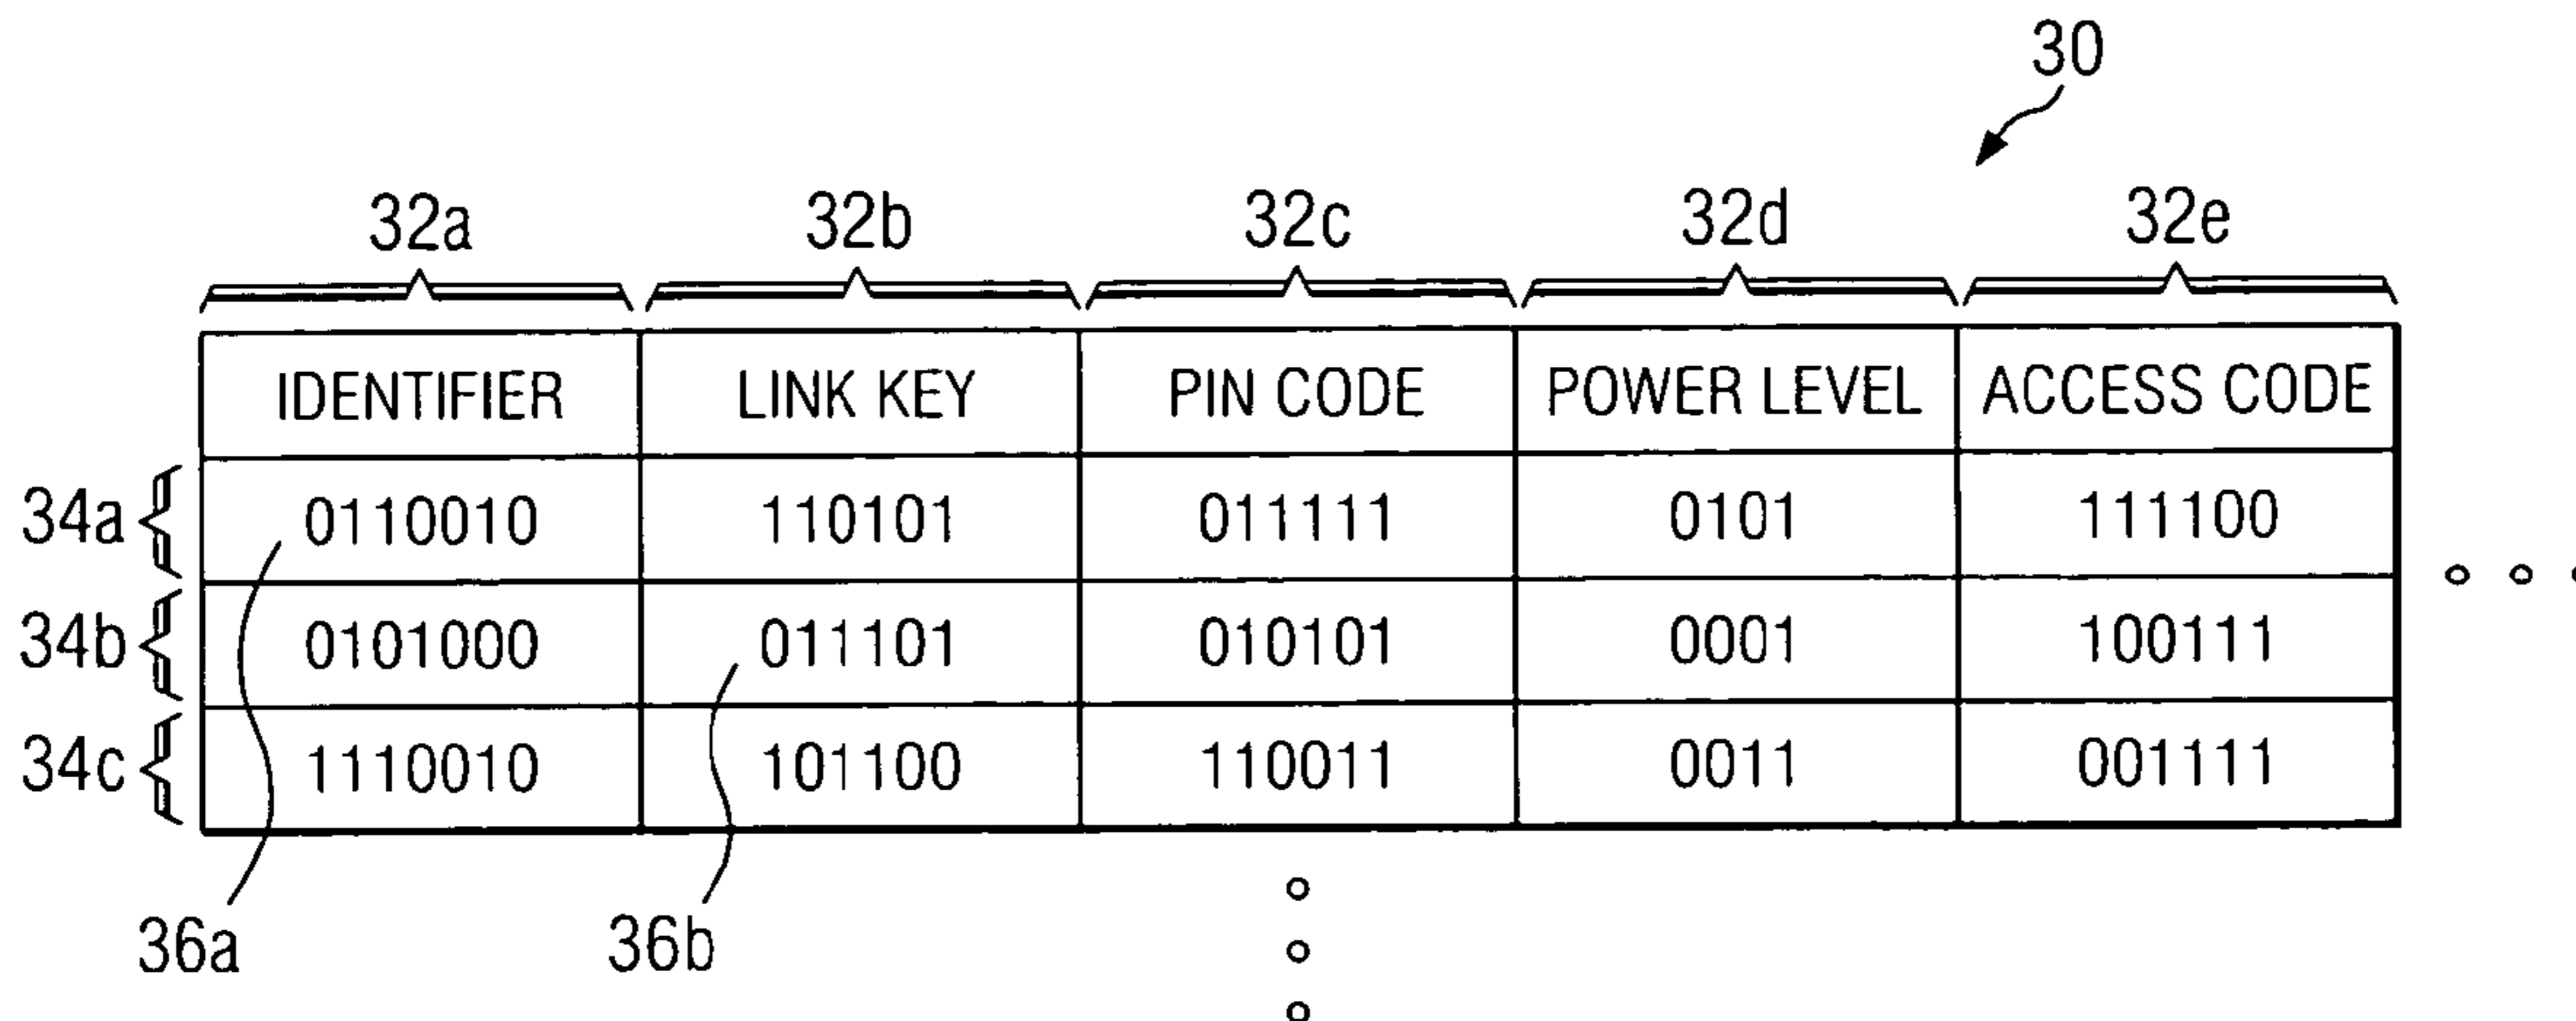 30
32a 32b 32c 32d 32e
IDENTIFIER LINK KEY PIN CODE POWER LEVEL ACCESS CODE
34a 0110010 110101 011111 0101 111100
34b 0101000 011101 010101 0001 100111
34c 1110010 101100 110011 0011 001111
36a 36b